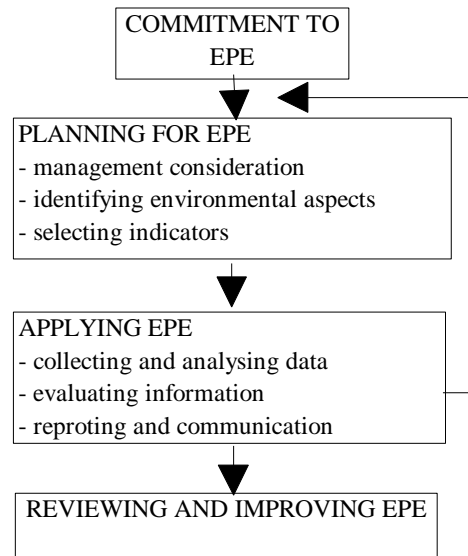 COMMITMENT TO
EPE
PLANNING FOR EPE
- management consideration
- identifying environmental aspects
- selecting indicators
APPLYING EPE
- collecting and analysing data
- evaluating information
- reproting and communication
REVIEWING AND IMPROVING EPE